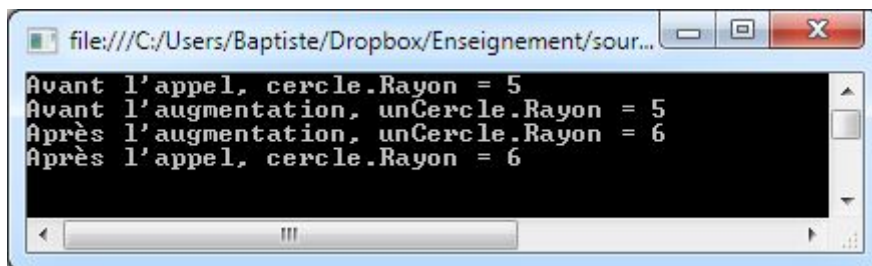 file:///C:/Users/Baptiste/Dropbox/Enseignement/sour...
Avant l'appel, cercle.Rayon = 5
Avant l'augmentation, unCercle.Rayon = 5
Après l'augmentation, unCercle.Rayon = 6
Après l'appel, cercle.Rayon = 6